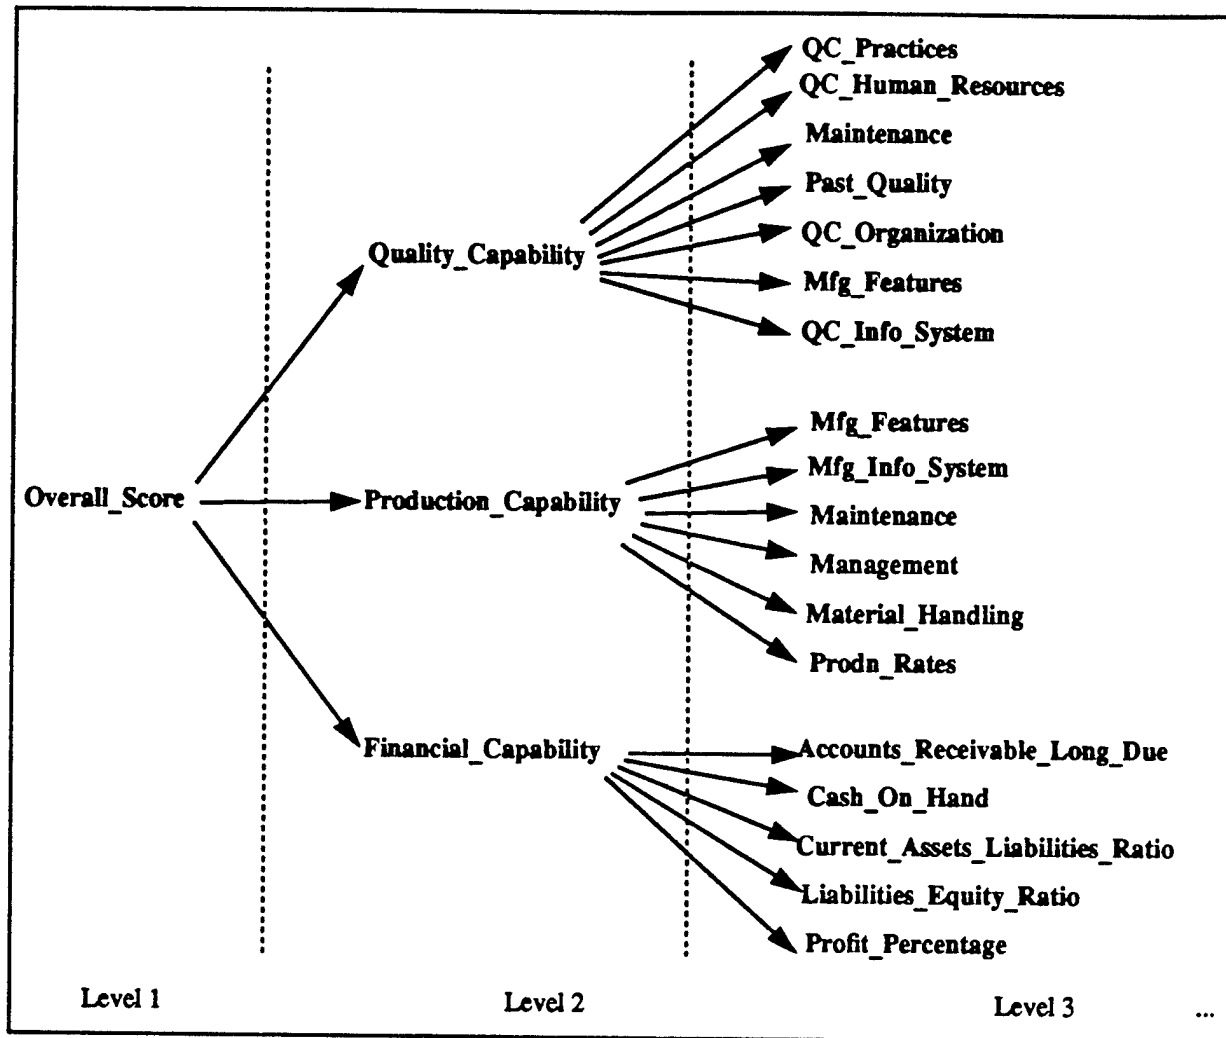 QC_Practices
QC_Human_Resources
Maintenance
Past_Quality
QC_Organization
Mfg_Features
QC_Info_System
Quality_Capability
Mfg_Features
Mfg_Info_System
Maintenance
Management
Material_Handling
Prodn_Rates
Overall_Score
Production_Capability
Financial_Capability
Accounts_Receivable_Long_Due
Cash_On_Hand
Current_Assets_Liabilities_Ratio
Liabilities_Equity_Ratio
Profit_Percentage
Level 1
Level 2
Level 3
...